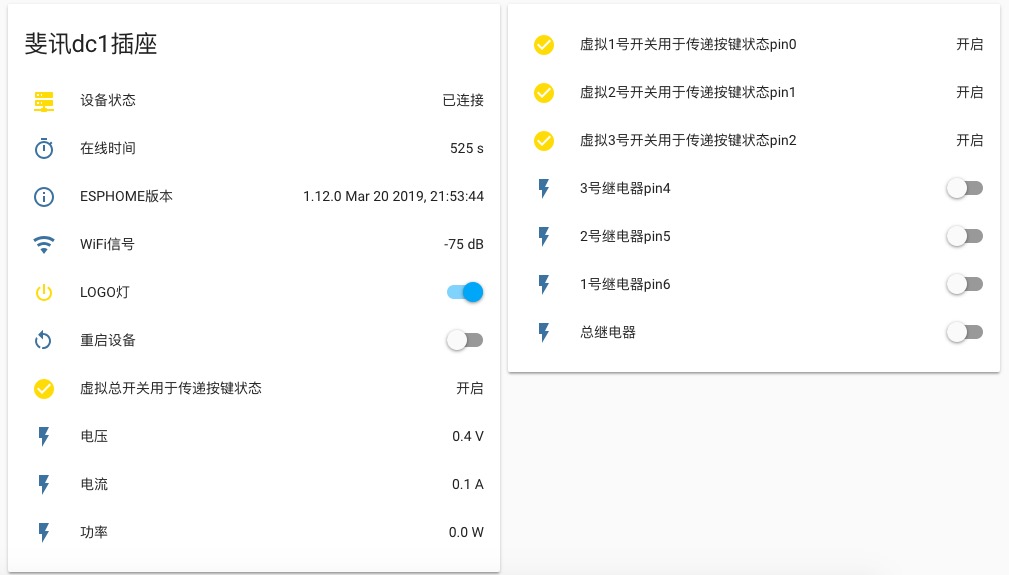 斐讯dc1插座
设备状态 已连接
在线时间 525 s
ESPHOME版本 1.12.0 Mar 20 2019, 21:53:44
WiFi信号 -75 dB
LOGO灯
重启设备
虚拟总开关用于传递按键状态 开启
电压 0.4 V
电流 0.1 A
功率 0.0 W
虚拟1号开关用于传递按键状态pin0 开启
虚拟2号开关用于传递按键状态pin1 开启
虚拟3号开关用于传递按键状态pin2 开启
3号继电器pin4
2号继电器pin5
1号继电器pin6
总继电器